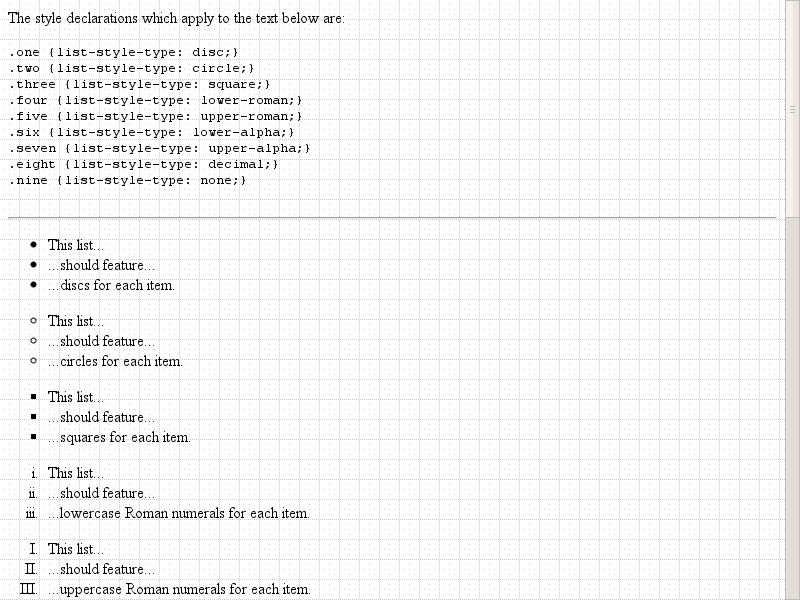 The style declarations which apply to the text below are:
.one {list-style-type: disc;}
.two {list-style-type: circle;}
.three {list-style-type: square;}
.four {list-style-type: lower-roman;}
.five {list-style-type: upper-roman;}
.six {list-style-type: lower-alpha;}
.seven {list-style-type: upper-alpha;}
.eight {list-style-type: decimal;}
.nine {list-style-type: none;}
• This list...
• ...should feature...
• ...discs for each item.
○ This list...
○ ...should feature...
○ ...circles for each item.
▪ This list...
▪ ...should feature...
▪ ...squares for each item.
i. This list...
ii. ...should feature...
iii. ...lowercase Roman numerals for each item.
I. This list...
II. ...should feature...
III. ...uppercase Roman numerals for each item.